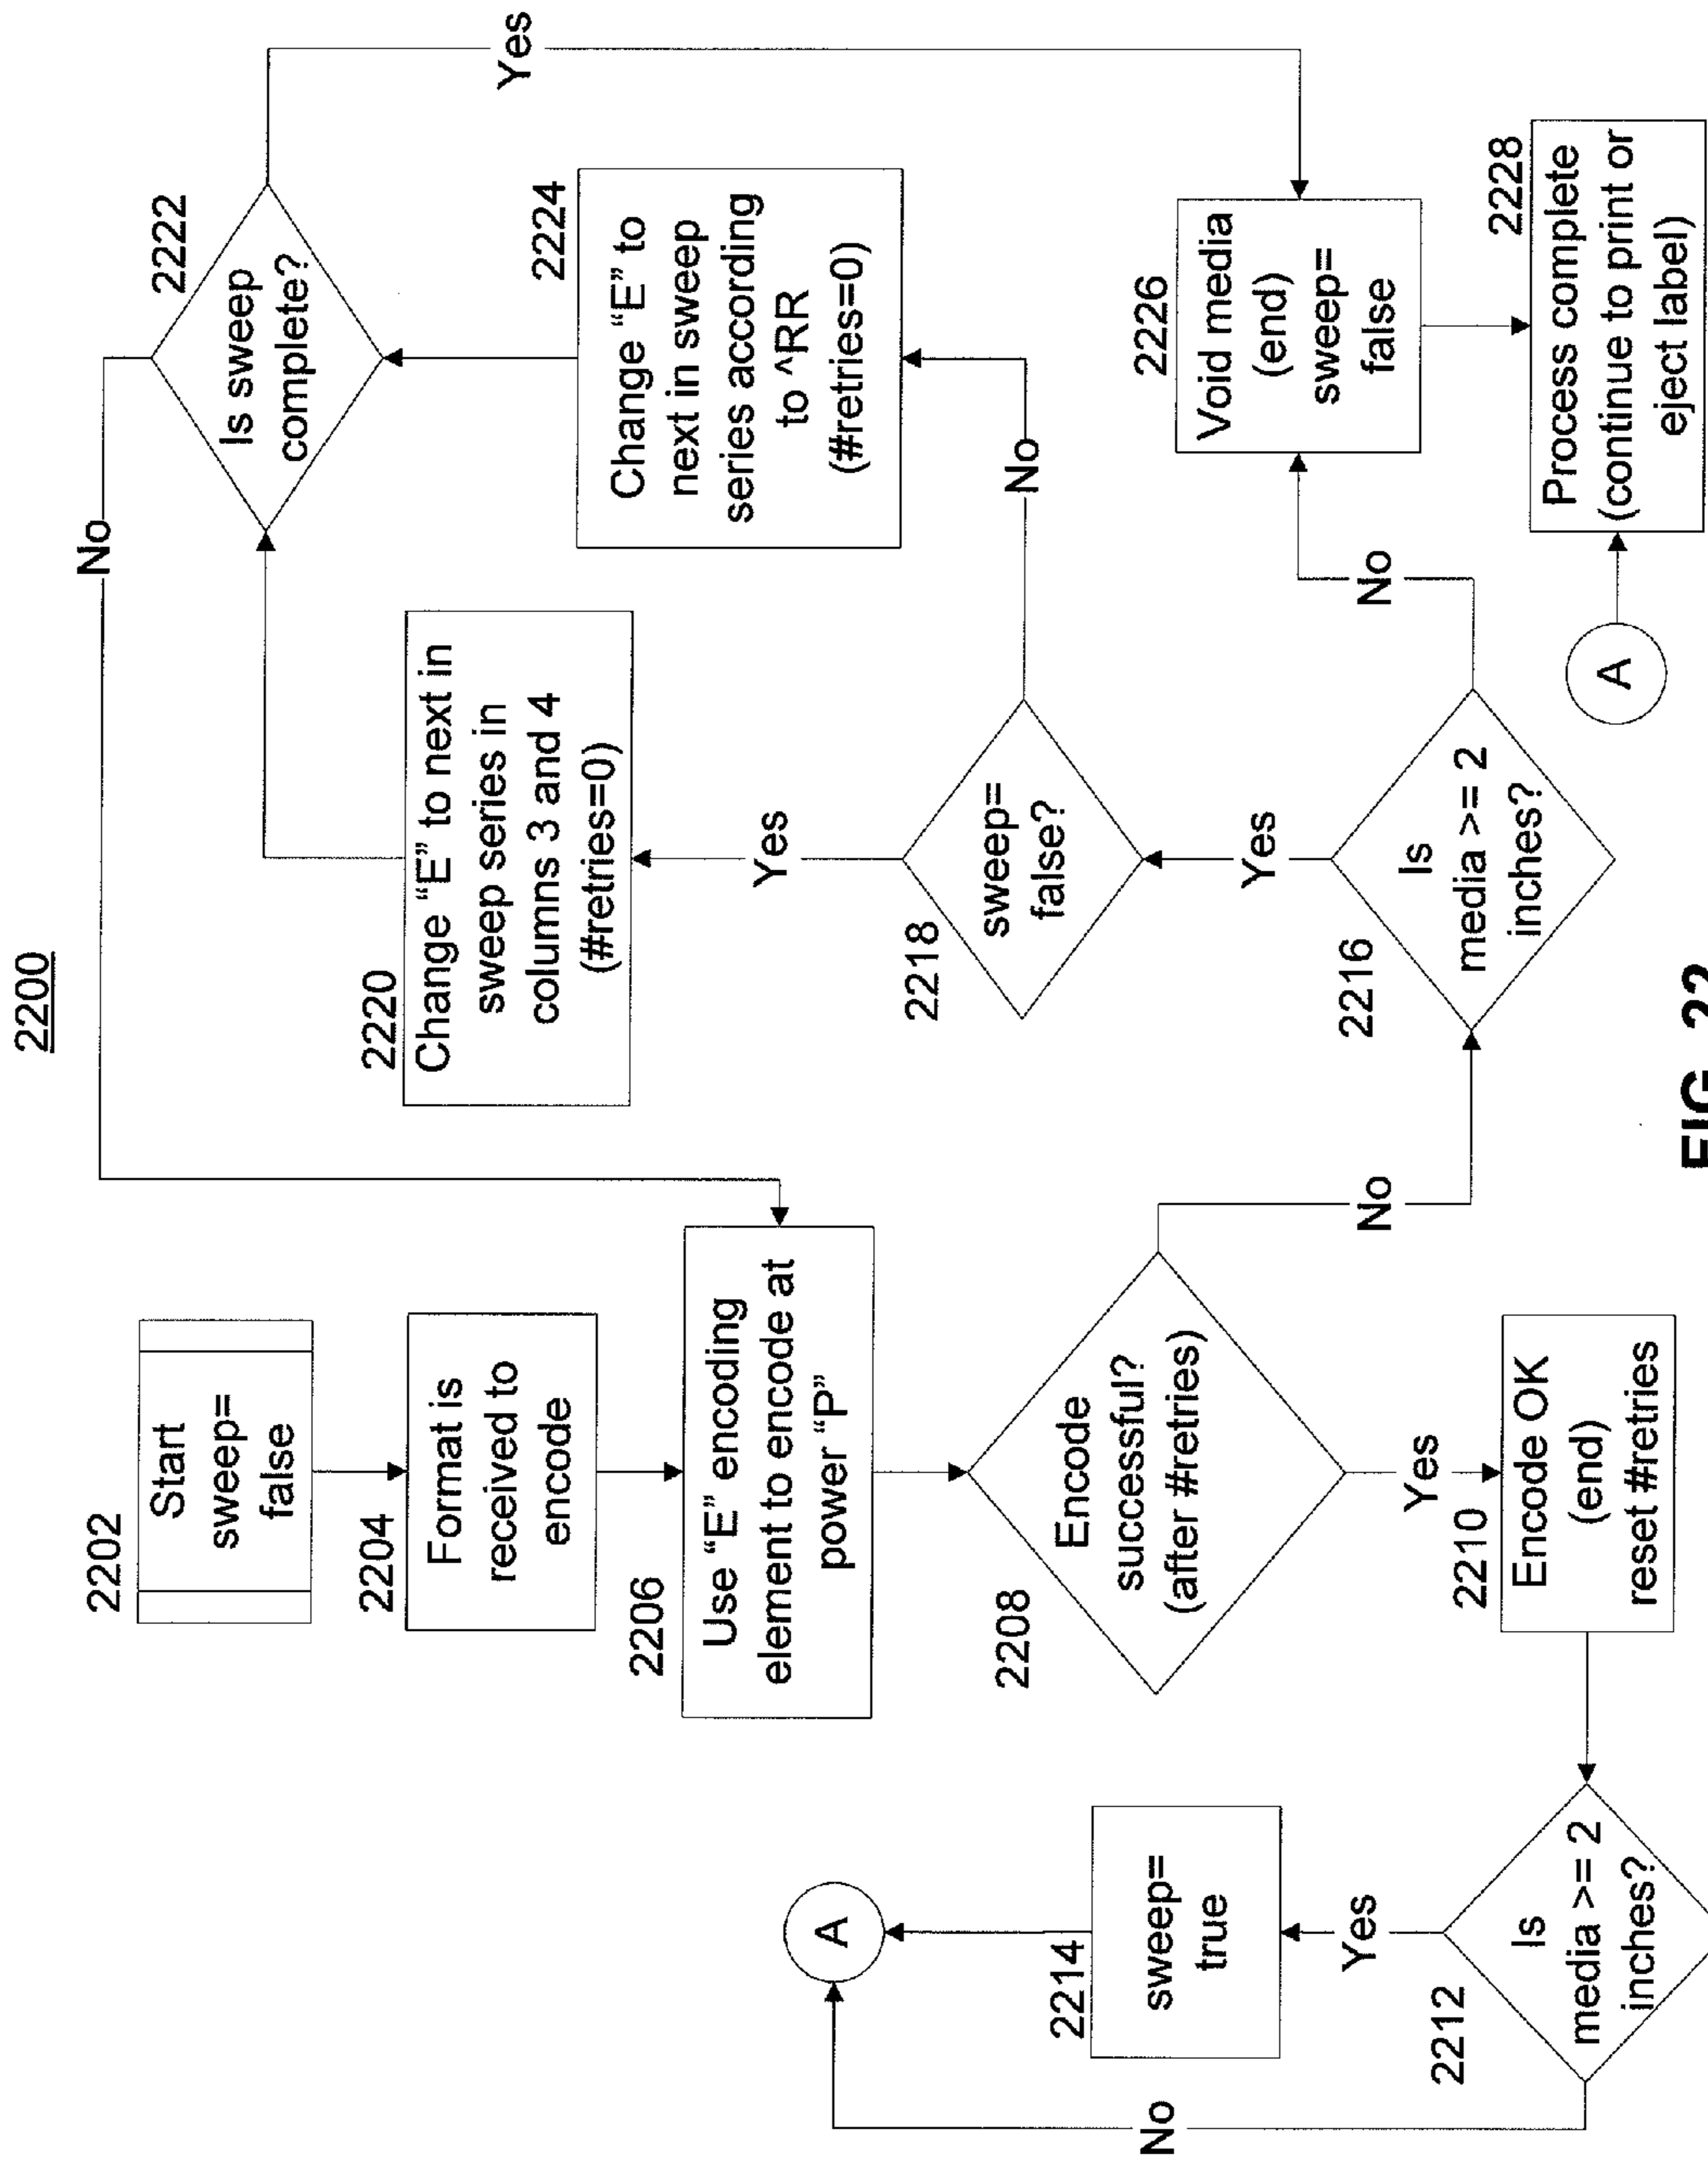 2200
2202
Start
sweep=
false
2204
Format is
received to
encode
2206
Use “E” encoding
element to encode at
power “P”
2208
Encode
successful?
(after #retries)
Yes
No
2210
Encode OK
(end)
reset #retries
2212
Is
media >= 2
inches?
Yes
No
2214
sweep=
true
A
2216
Is
media >= 2
inches?
Yes
No
2218
sweep=
false?
Yes
No
2220
Change “E” to next in
sweep series in
columns 3 and 4
(#retries=0)
2222
Is sweep
complete?
No
Yes
2224
Change “E” to
next in sweep
series according
to ^RR
(#retries=0)
2226
Void media
(end)
sweep=
false
2228
Process complete
(continue to print or
eject label)
A
FIG. 22